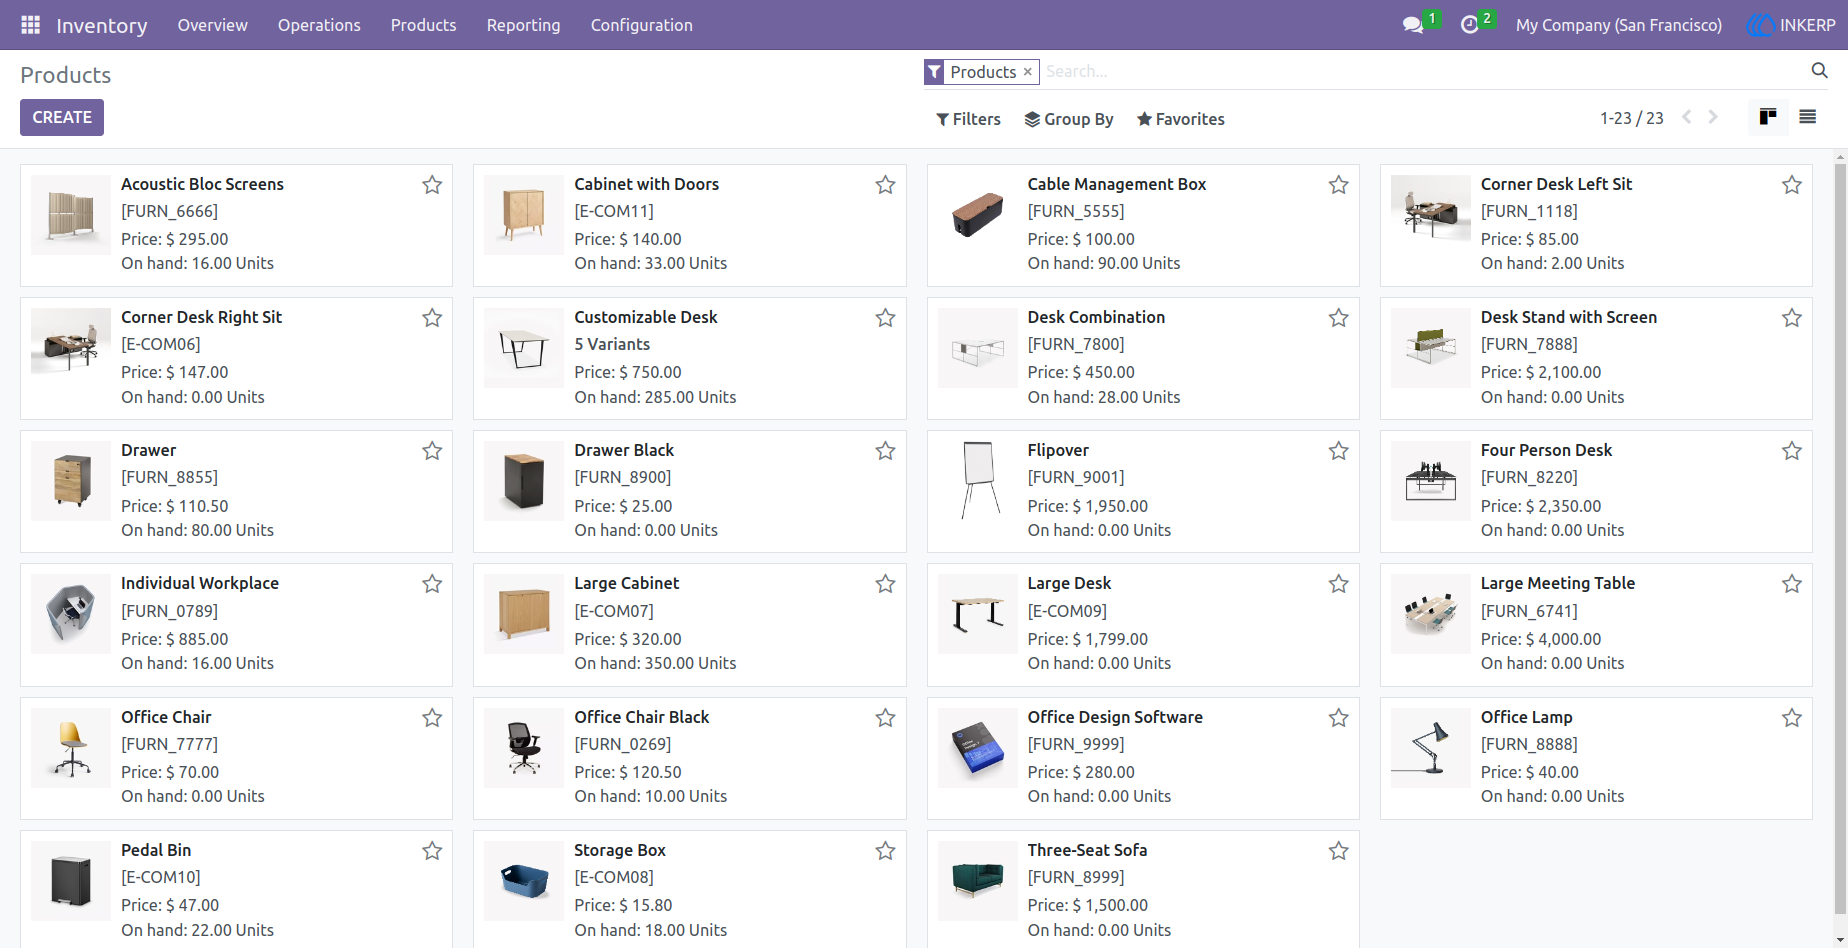 Inventory Overview Operations Products Reporting Configuration 1 2 My Company (San Francisco) INKERP
Products
Products × Search...
CREATE
Filters Group By Favorites 1-23 / 23
Acoustic Bloc Screens
[FURN_6666]
Price: $ 295.00
On hand: 16.00 Units
Cabinet with Doors
[E-COM11]
Price: $ 140.00
On hand: 33.00 Units
Cable Management Box
[FURN_5555]
Price: $ 100.00
On hand: 90.00 Units
Corner Desk Left Sit
[FURN_1118]
Price: $ 85.00
On hand: 2.00 Units
Corner Desk Right Sit
[E-COM06]
Price: $ 147.00
On hand: 0.00 Units
Customizable Desk
5 Variants
Price: $ 750.00
On hand: 285.00 Units
Desk Combination
[FURN_7800]
Price: $ 450.00
On hand: 28.00 Units
Desk Stand with Screen
[FURN_7888]
Price: $ 2,100.00
On hand: 0.00 Units
Drawer
[FURN_8855]
Price: $ 110.50
On hand: 80.00 Units
Drawer Black
[FURN_8900]
Price: $ 25.00
On hand: 0.00 Units
Flipover
[FURN_9001]
Price: $ 1,950.00
On hand: 0.00 Units
Four Person Desk
[FURN_8220]
Price: $ 2,350.00
On hand: 0.00 Units
Individual Workplace
[FURN_0789]
Price: $ 885.00
On hand: 16.00 Units
Large Cabinet
[E-COM07]
Price: $ 320.00
On hand: 350.00 Units
Large Desk
[E-COM09]
Price: $ 1,799.00
On hand: 0.00 Units
Large Meeting Table
[FURN_6741]
Price: $ 4,000.00
On hand: 0.00 Units
Office Chair
[FURN_7777]
Price: $ 70.00
On hand: 0.00 Units
Office Chair Black
[FURN_0269]
Price: $ 120.50
On hand: 10.00 Units
Office Design Software
[FURN_9999]
Price: $ 280.00
On hand: 0.00 Units
Office Lamp
[FURN_8888]
Price: $ 40.00
On hand: 0.00 Units
Pedal Bin
[E-COM10]
Price: $ 47.00
On hand: 22.00 Units
Storage Box
[E-COM08]
Price: $ 15.80
On hand: 18.00 Units
Three-Seat Sofa
[FURN_8999]
Price: $ 1,500.00
On hand: 0.00 Units